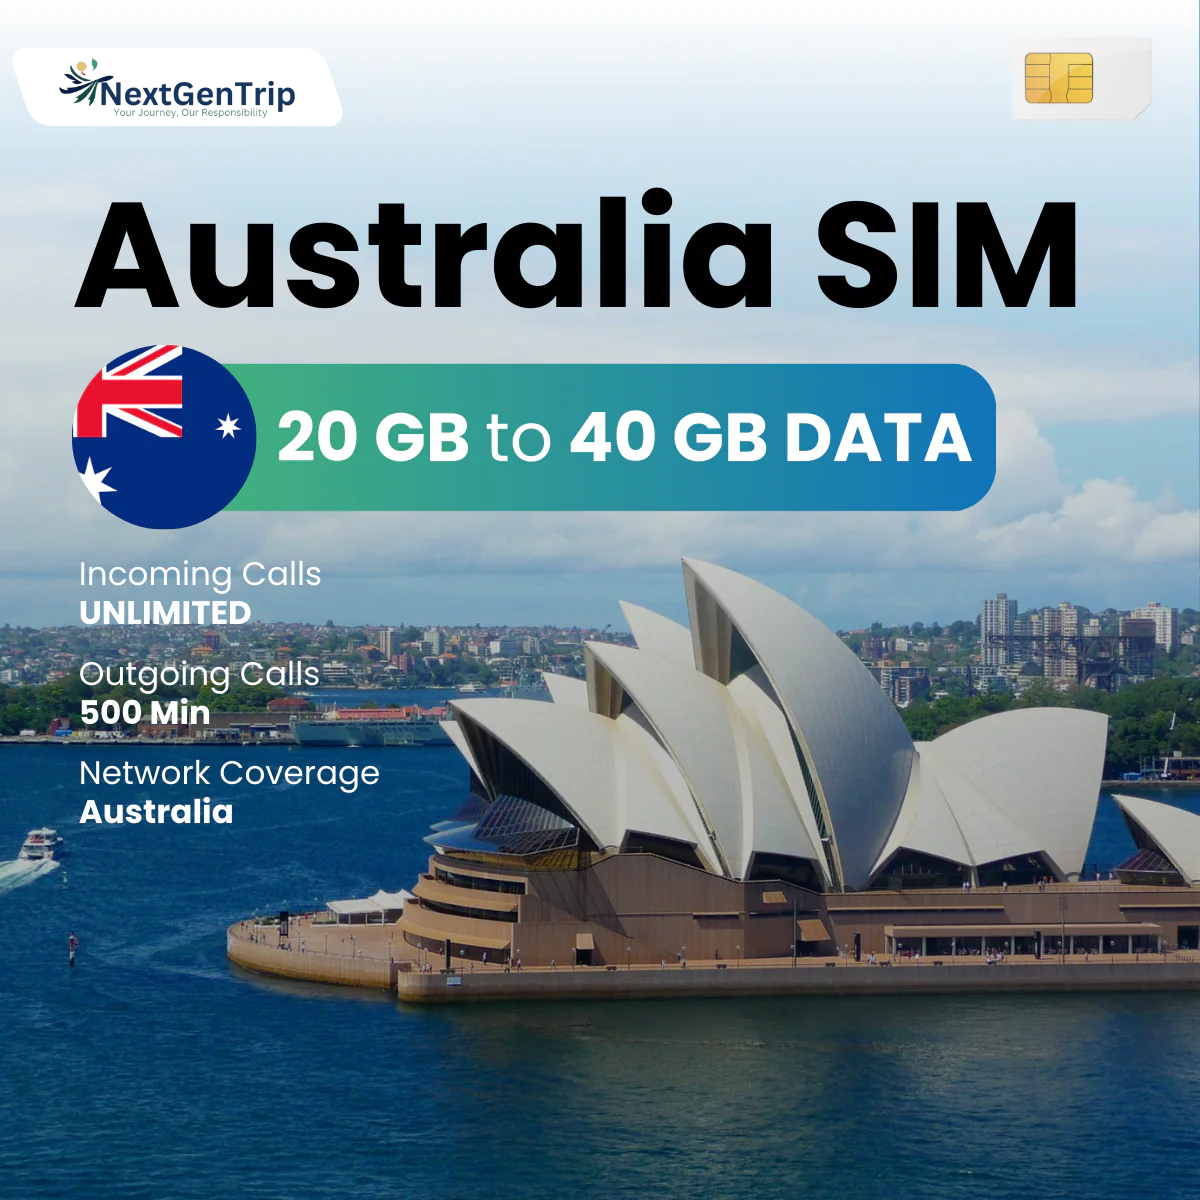 NextGenTrip
Your Journey, Our Responsibility
Australia SIM
20 GB to 40 GB DATA
Incoming Calls
UNLIMITED
Outgoing Calls
500 Min
Network Coverage
Australia